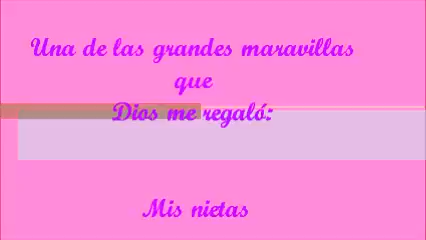 Una de las grandes maravillas
que
Dios me regaló:
Mis nietas